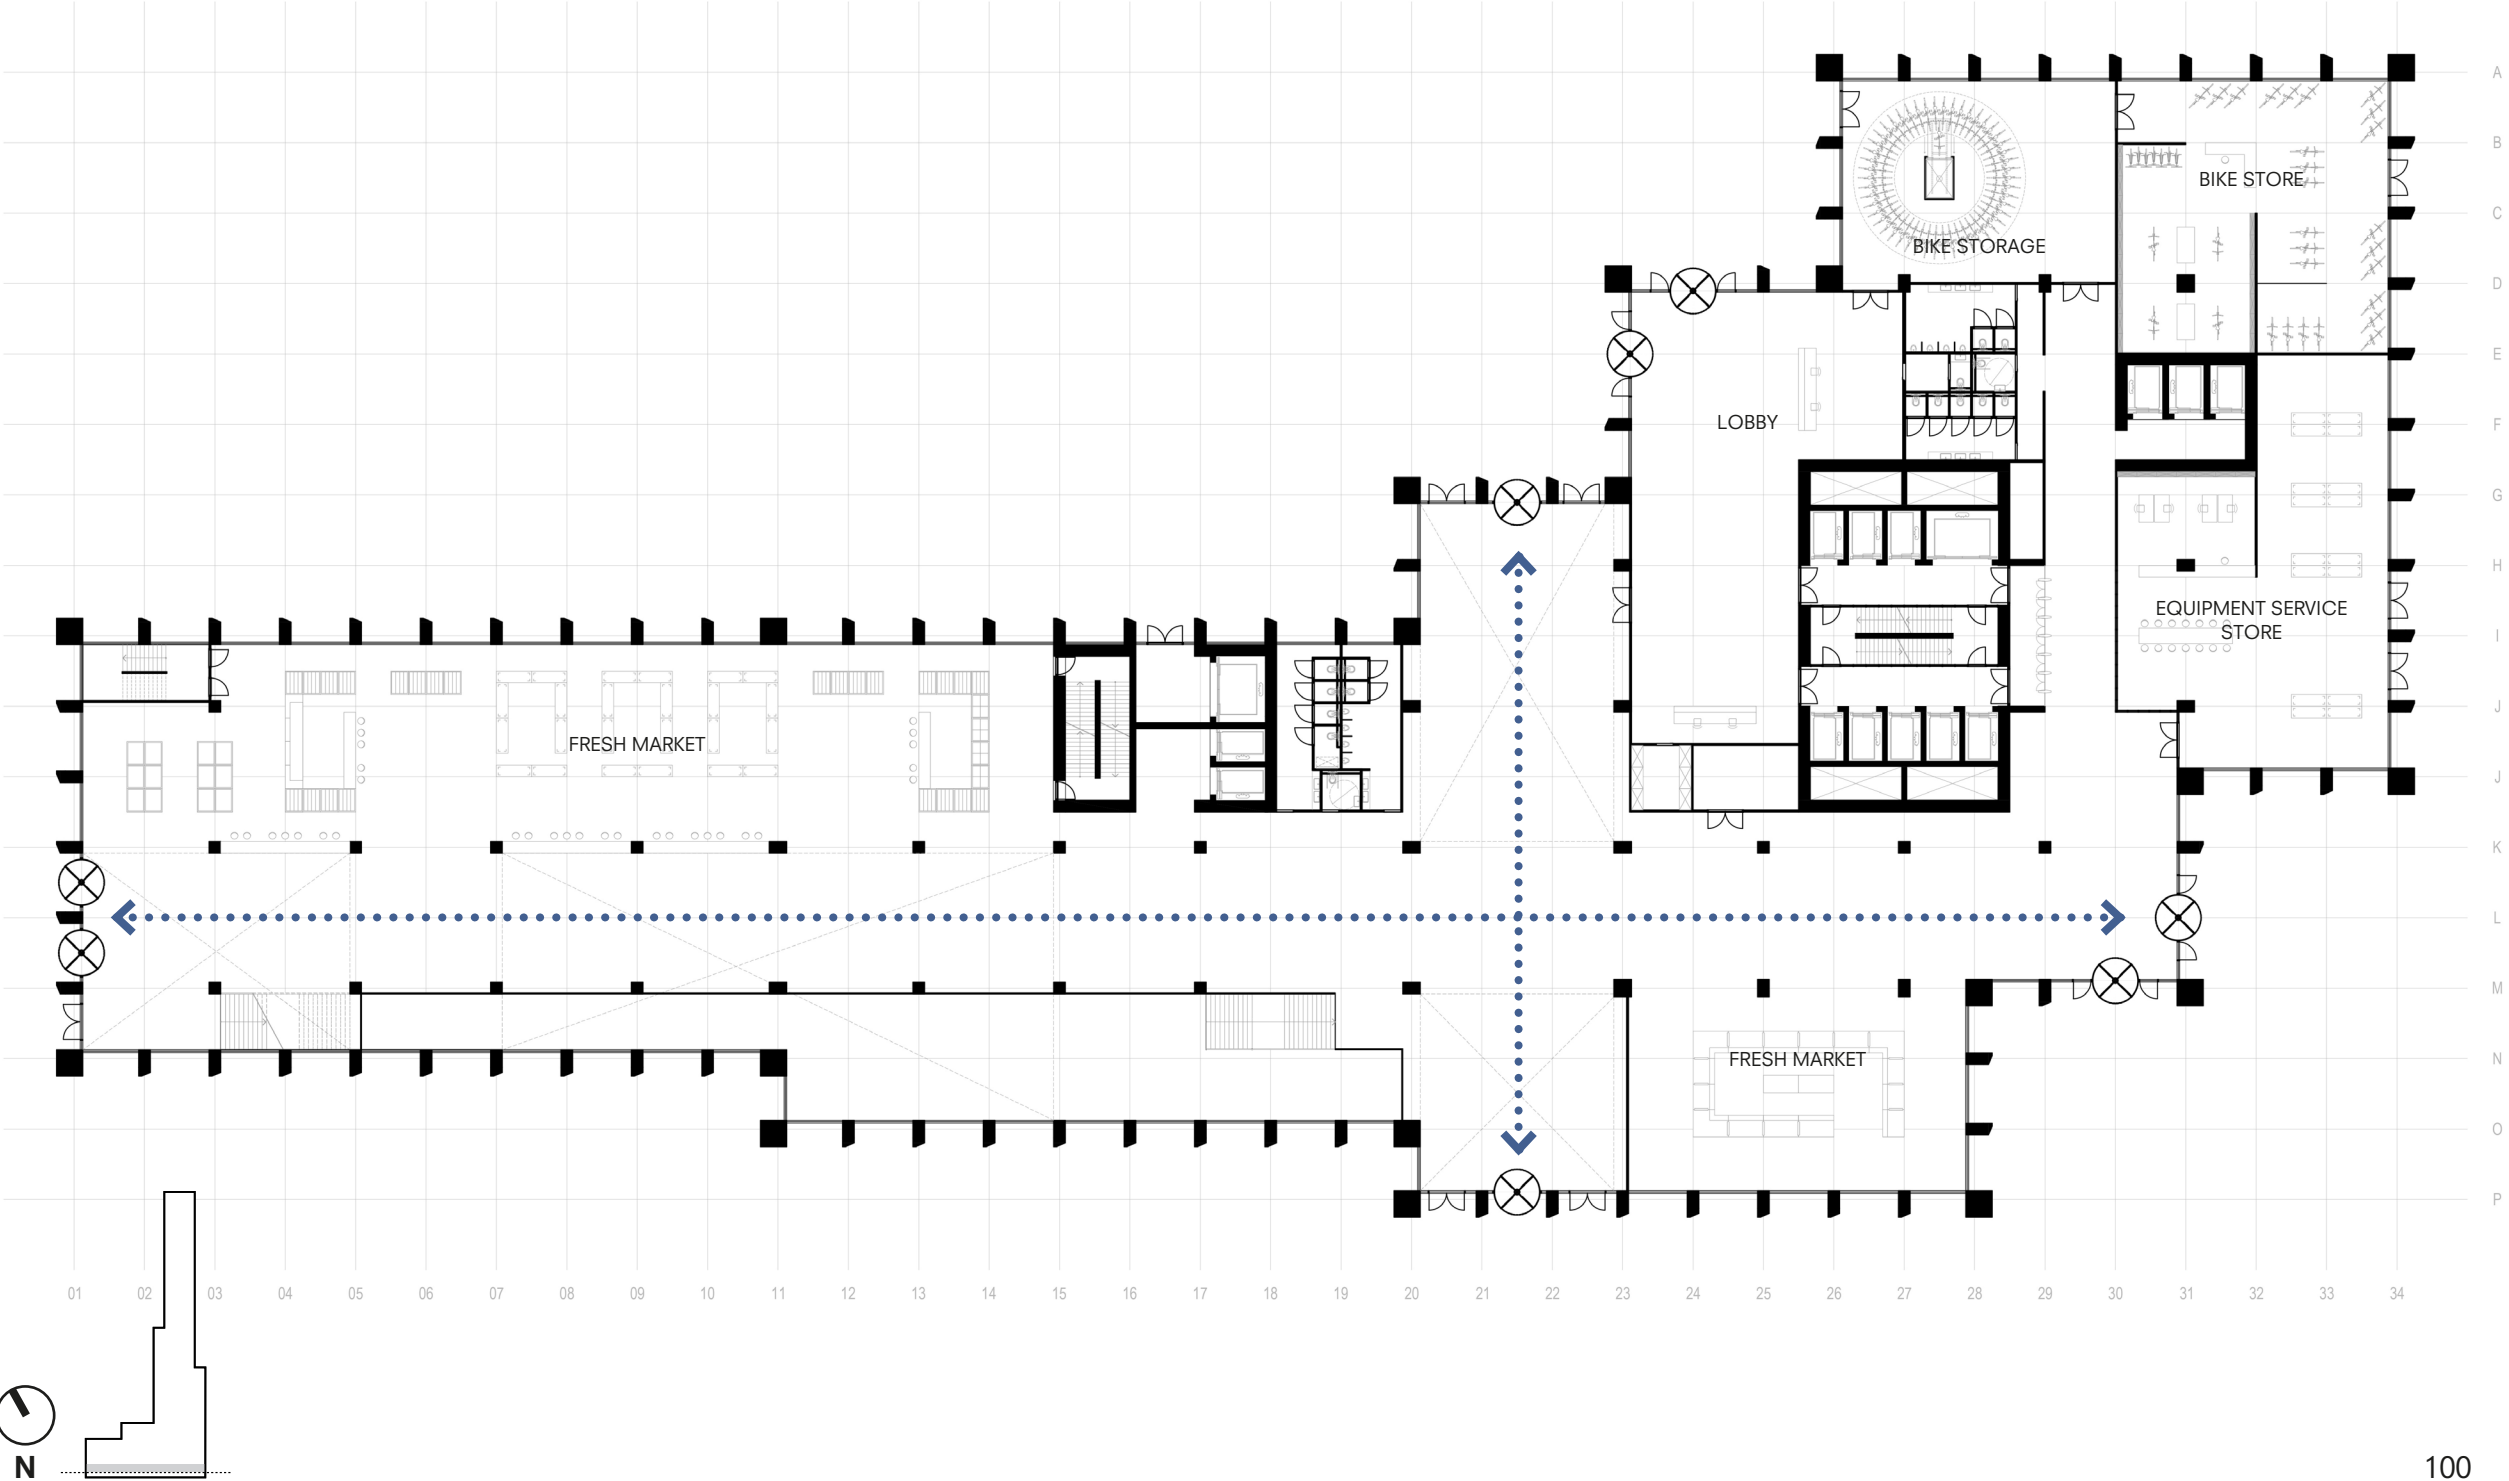 A
B
BIKE STORE
C
BIKE STORAGE
D
E
LOBBY
F
G
H
EQUIPMENT SERVICE
STORE
I
J
FRESH MARKET
J
K
L
M
FRESH MARKET
N
O
P
01 02 03 04 05 06 07 08 09 10 11 12 13 14 15 16 17 18 19 20 21 22 23 24 25 26 27 28 29 30 31 32 33 34
N
100